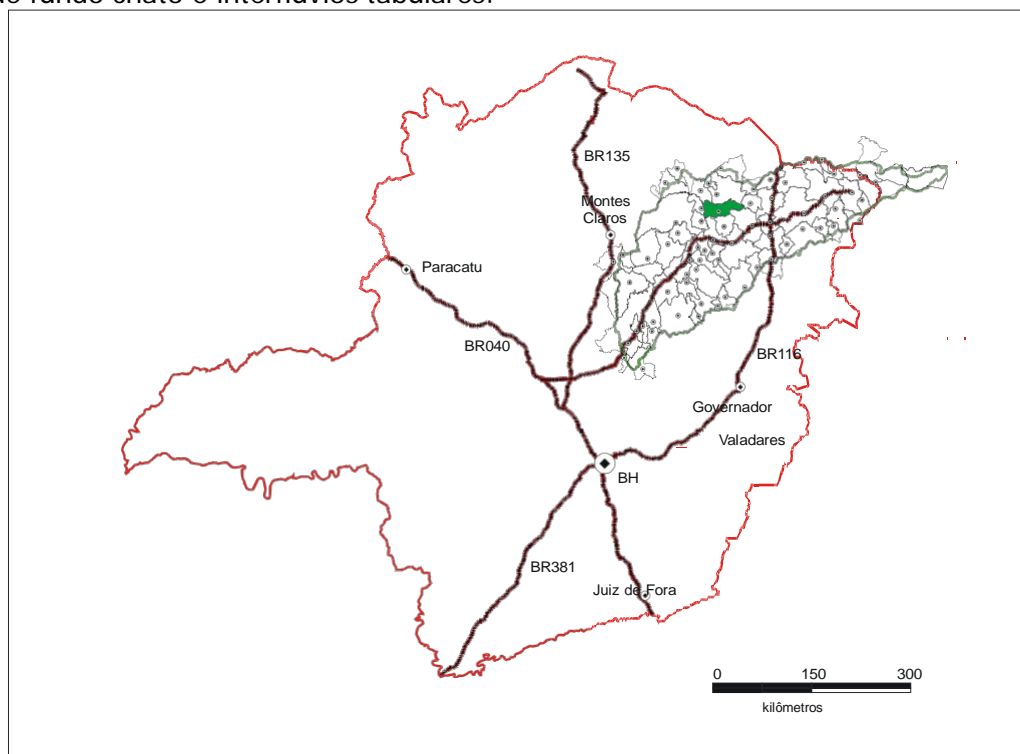 BR135
Montes
Claros
Paracatu
BR040
BR116
Governador
Valadares
BH
BR381
Juiz de Fora
0 150 300
kilômetros